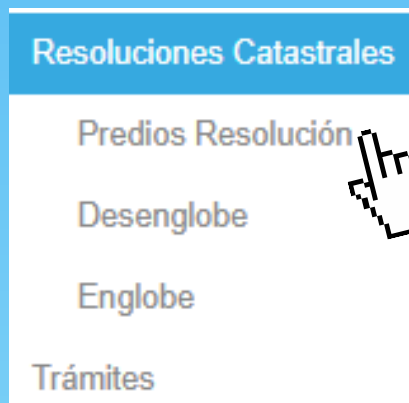 Resoluciones Catastrales
Predios Resolución
Desenglobe
Englobe
Trámites